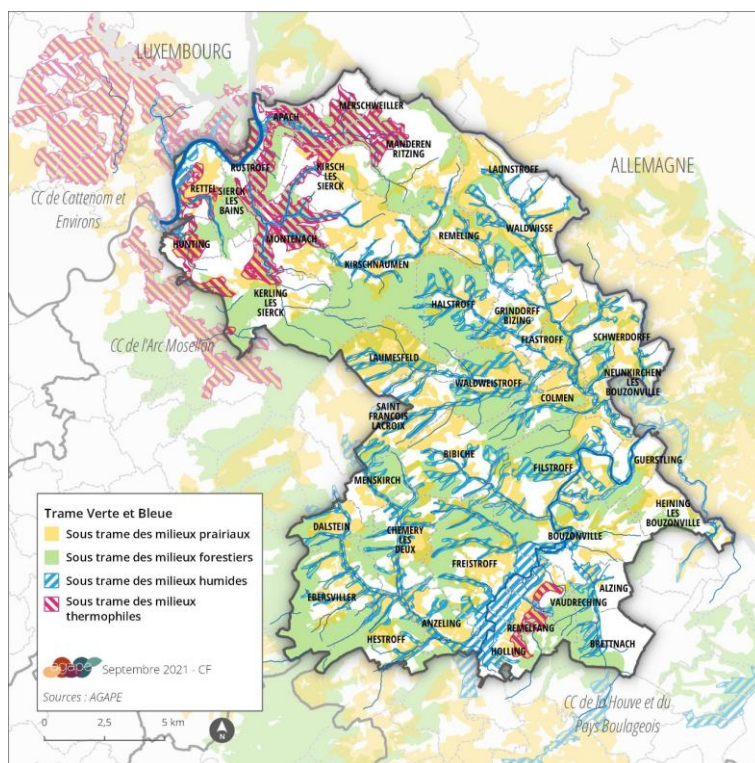 LUXEMBOURG
MERSCHWEILLER
APACH
MANDEREN
RITZING
KIRSCH
LES
SIERCK
RUSTROFF
LAUNSTROFF
ALLEMAGNE
RETTEL
SIERCK
LES
BAINS
CC de Cattenom et
Environs
WALDWISSE
HUNTING
MONTENACH
REMELING
KIRSCHNAUMEN
KERLING
LES
SIERCK
HALSTROFF
GRINDORFF
BIZING
FLASTROFF
SCHWERDORFF
CC de l'Arc Mosellan
LAUMESFELD
NEUNKIRCHEN
LES
BOUZONVILLE
WALDWEISTROFF
COLMEN
SAINT
FRANÇOIS
LACROIX
BIBICHE
GUERSTLING
MENSKIRCH
FILSTROFF
HEINING
LES
BOUZONVILLE
DALSTEIN
CHEMERY
LES
DEUX
BOUZONVILLE
FREISTROFF
ALZING
EBERSVILLER
VAUDRECHING
ANZELING
REMELFANG
HESTROFF
HOLLING
BRETTNACH
CC de la Houve et du
Pays Boulageois
Trame Verte et Bleue
Sous trame des milieux prairiaux
Sous trame des milieux forestiers
Sous trame des milieux humides
Sous trame des milieux
thermophiles
agape
Septembre 2021 - CF
Sources : AGAPE
0 2,5 5 km
N